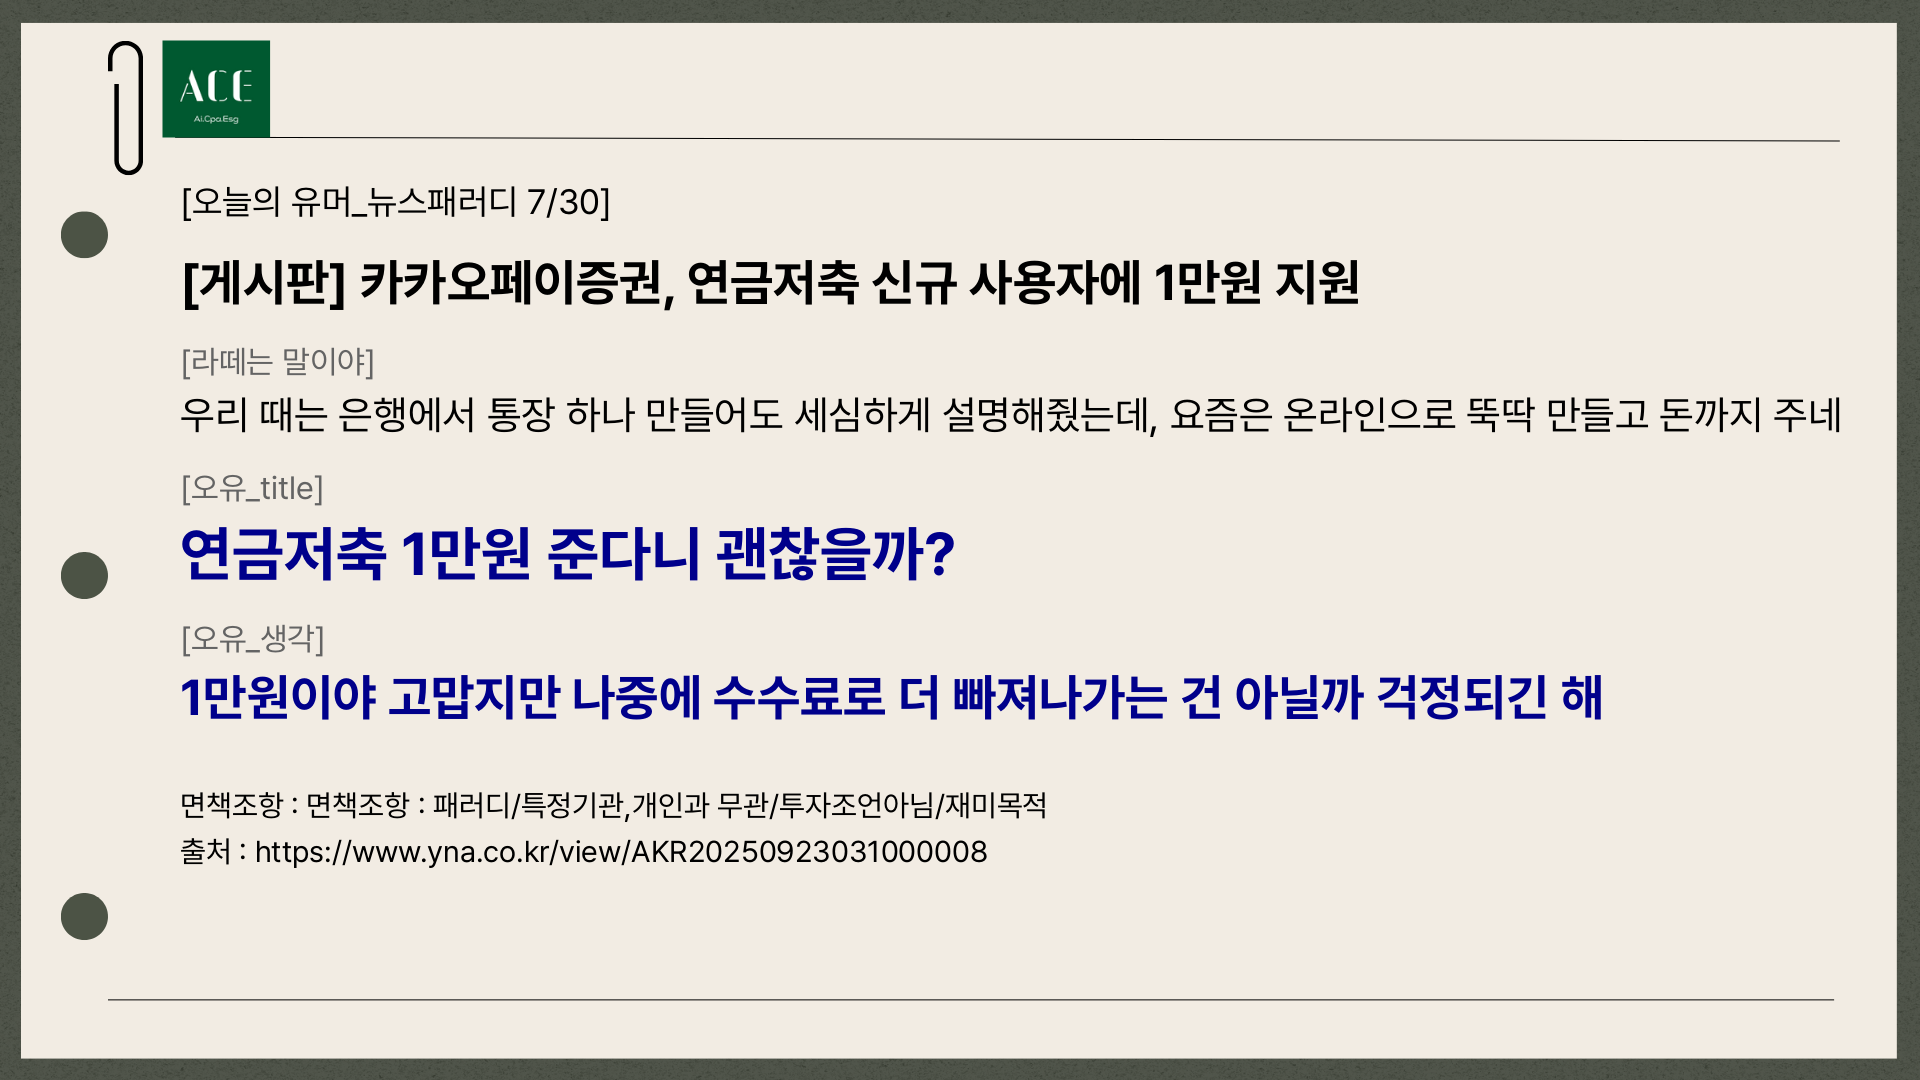 ACE
Ai.Cpa.Esg
[오늘의 유머_뉴스패러디 7/30]
[게시판] 카카오페이증권, 연금저축 신규 사용자에 1만원 지원
[라떼는 말이야]
우리 때는 은행에서 통장 하나 만들어도 세심하게 설명해줬는데, 요즘은 온라인으로 뚝딱 만들고 돈까지 주네
[오유_title]
연금저축 1만원 준다니 괜찮을까?
[오유_생각]
1만원이야 고맙지만 나중에 수수료로 더 빠져나가는 건 아닐까 걱정되긴 해
면책조항 : 면책조항 : 패러디/특정기관,개인과 무관/투자조언아님/재미목적
출처 : https://www.yna.co.kr/view/AKR20250923031000008